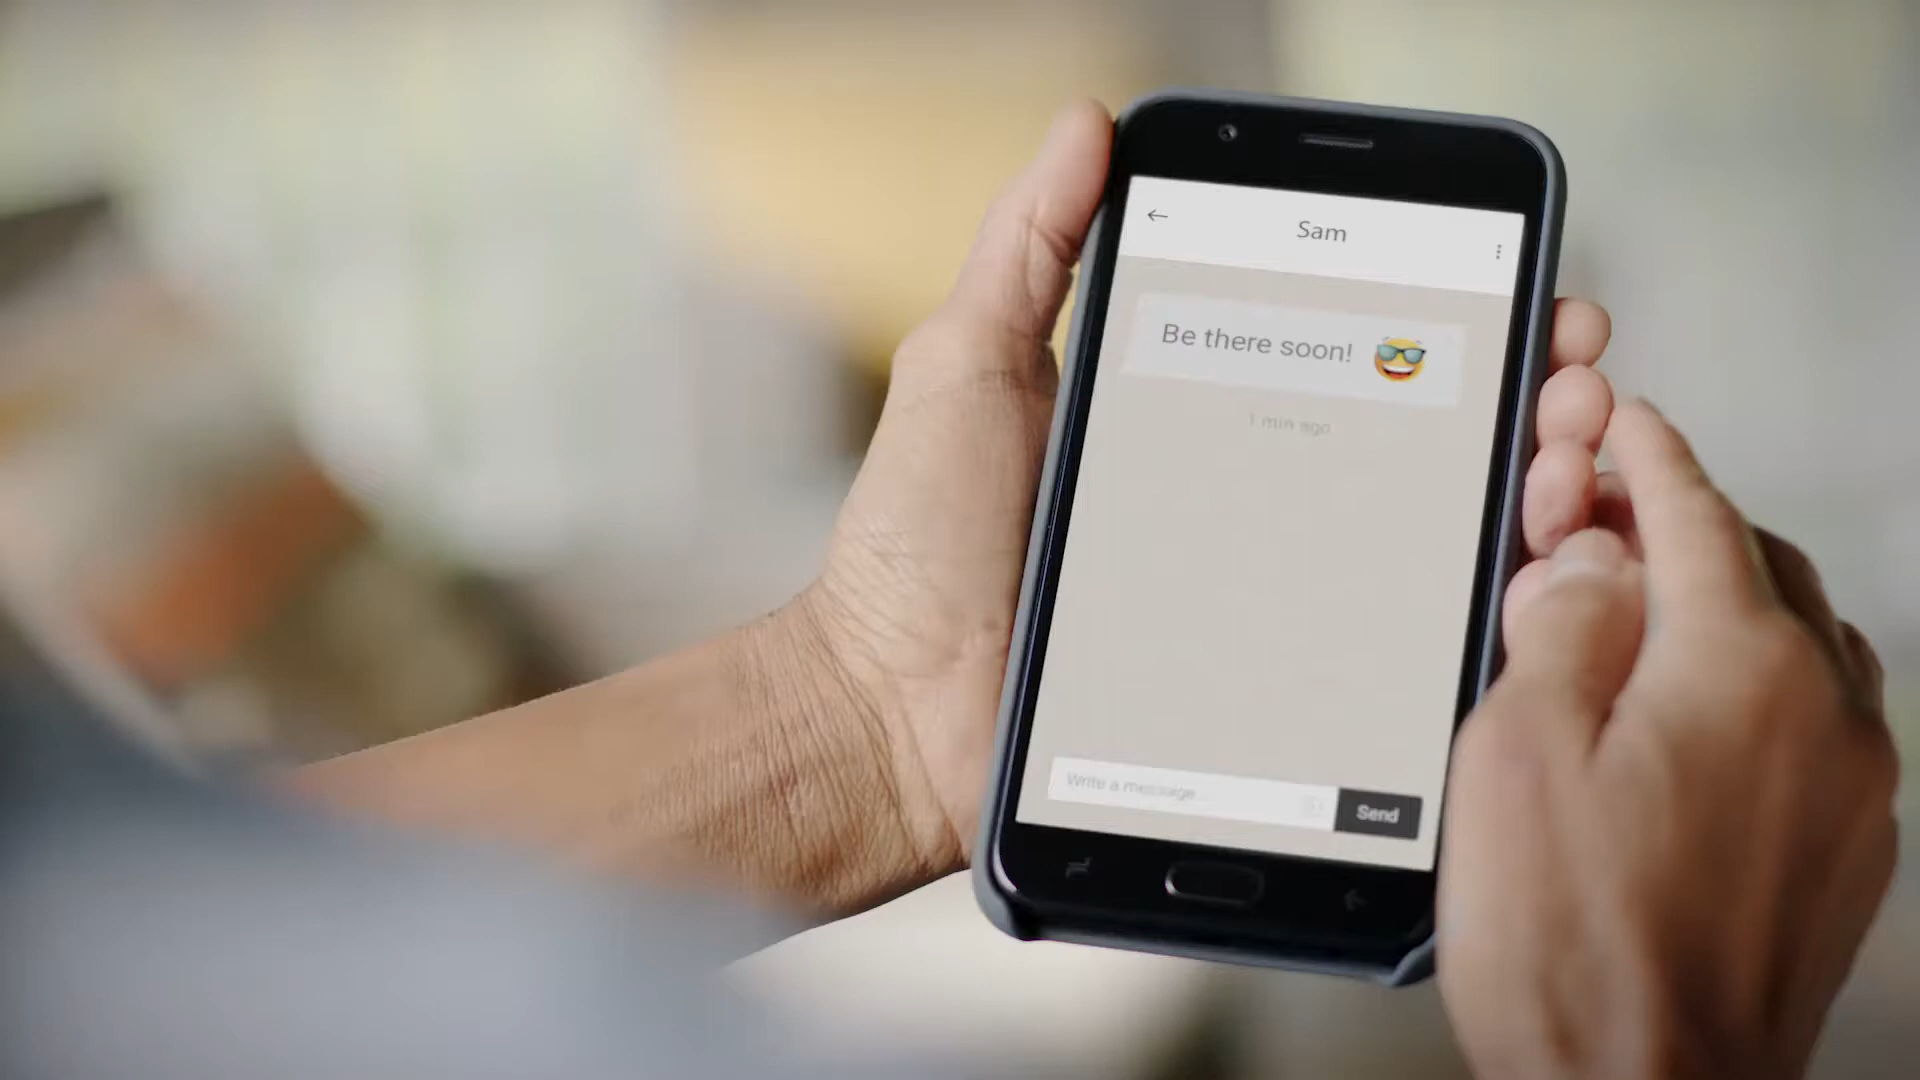 Sam
Be there soon! 😎
1 min ago
Write a message...
Send